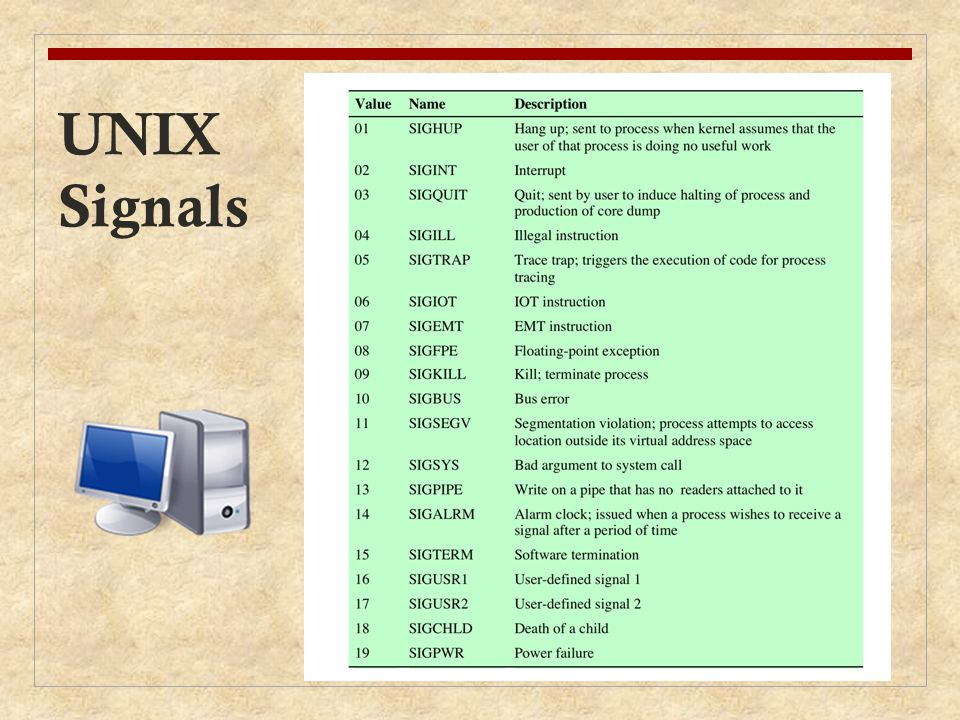 UNIX
Signals
Value Name Description
01 SIGHUP Hang up; sent to process when kernel assumes that the
user of that process is doing no useful work
02 SIGINT Interrupt
03 SIGQUIT Quit; sent by user to induce halting of process and
production of core dump
04 SIGILL Illegal instruction
05 SIGTRAP Trace trap; triggers the execution of code for process
tracing
06 SIGIOT IOT instruction
07 SIGEMT EMT instruction
08 SIGFPE Floating-point exception
09 SIGKILL Kill; terminate process
10 SIGBUS Bus error
11 SIGSEGV Segmentation violation; process attempts to access
location outside its virtual address space
12 SIGSYS Bad argument to system call
13 SIGPIPE Write on a pipe that has no readers attached to it
14 SIGALRM Alarm clock; issued when a process wishes to receive a
signal after a period of time
15 SIGTERM Software termination
16 SIGUSR1 User-defined signal 1
17 SIGUSR2 User-defined signal 2
18 SIGCHLD Death of a child
19 SIGPWR Power failure